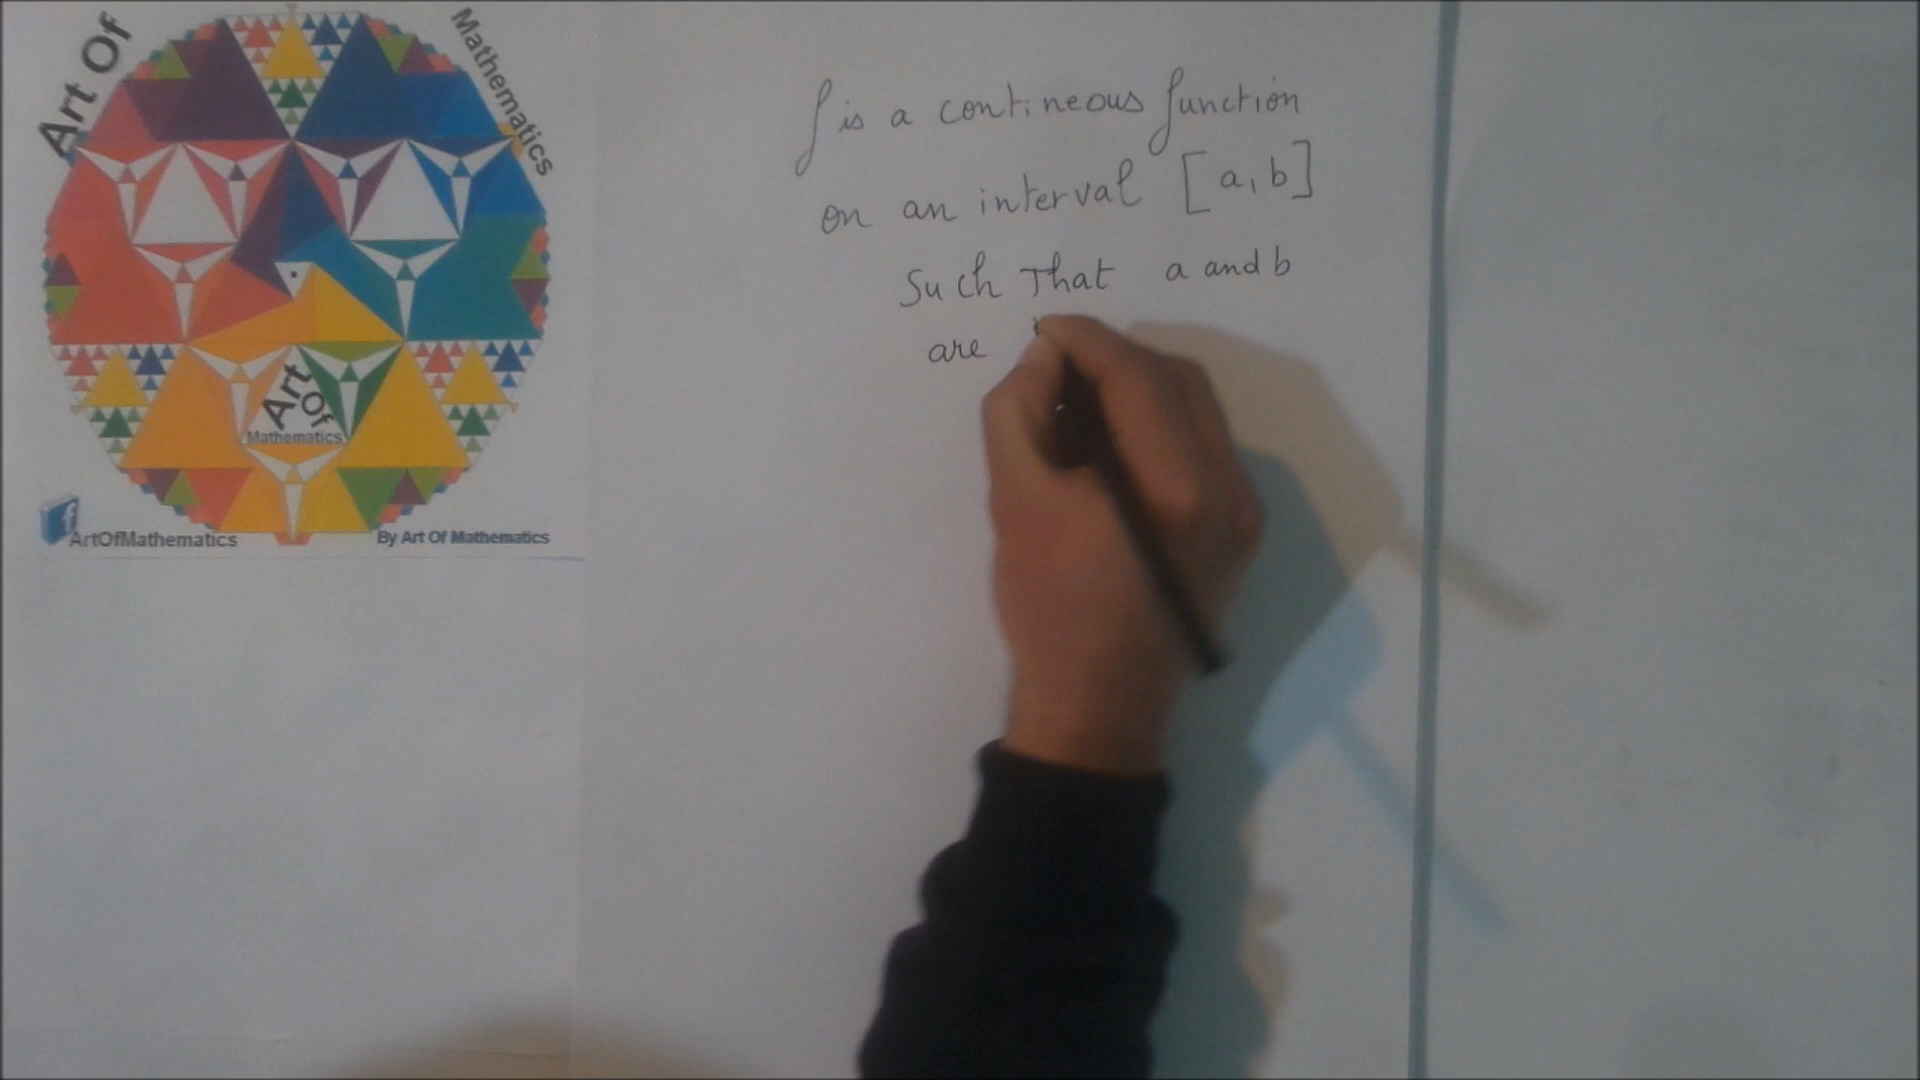 Art Of
Mathematics
Art
Of
Mathematics
ArtOfMathematics
By Art Of Mathematics
f is a contineous function
on an interval [a,b]
Such That a and b
are